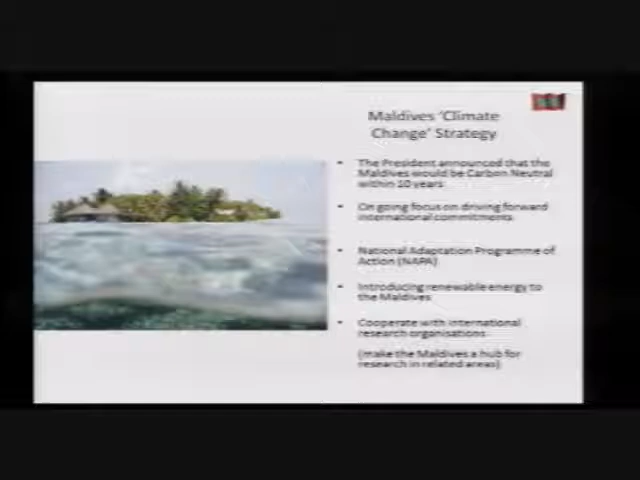 Maldives 'Climate
Change' Strategy
• The President announced that the
Maldives would be Carbon Neutral
within 10 years
• On going focus on driving forward
international commitments
• National Adaptation Programme of
Action (NAPA)
• Introducing renewable energy to
the Maldives
• Cooperate with international
research organisations
(make the Maldives a hub for
research in related areas)